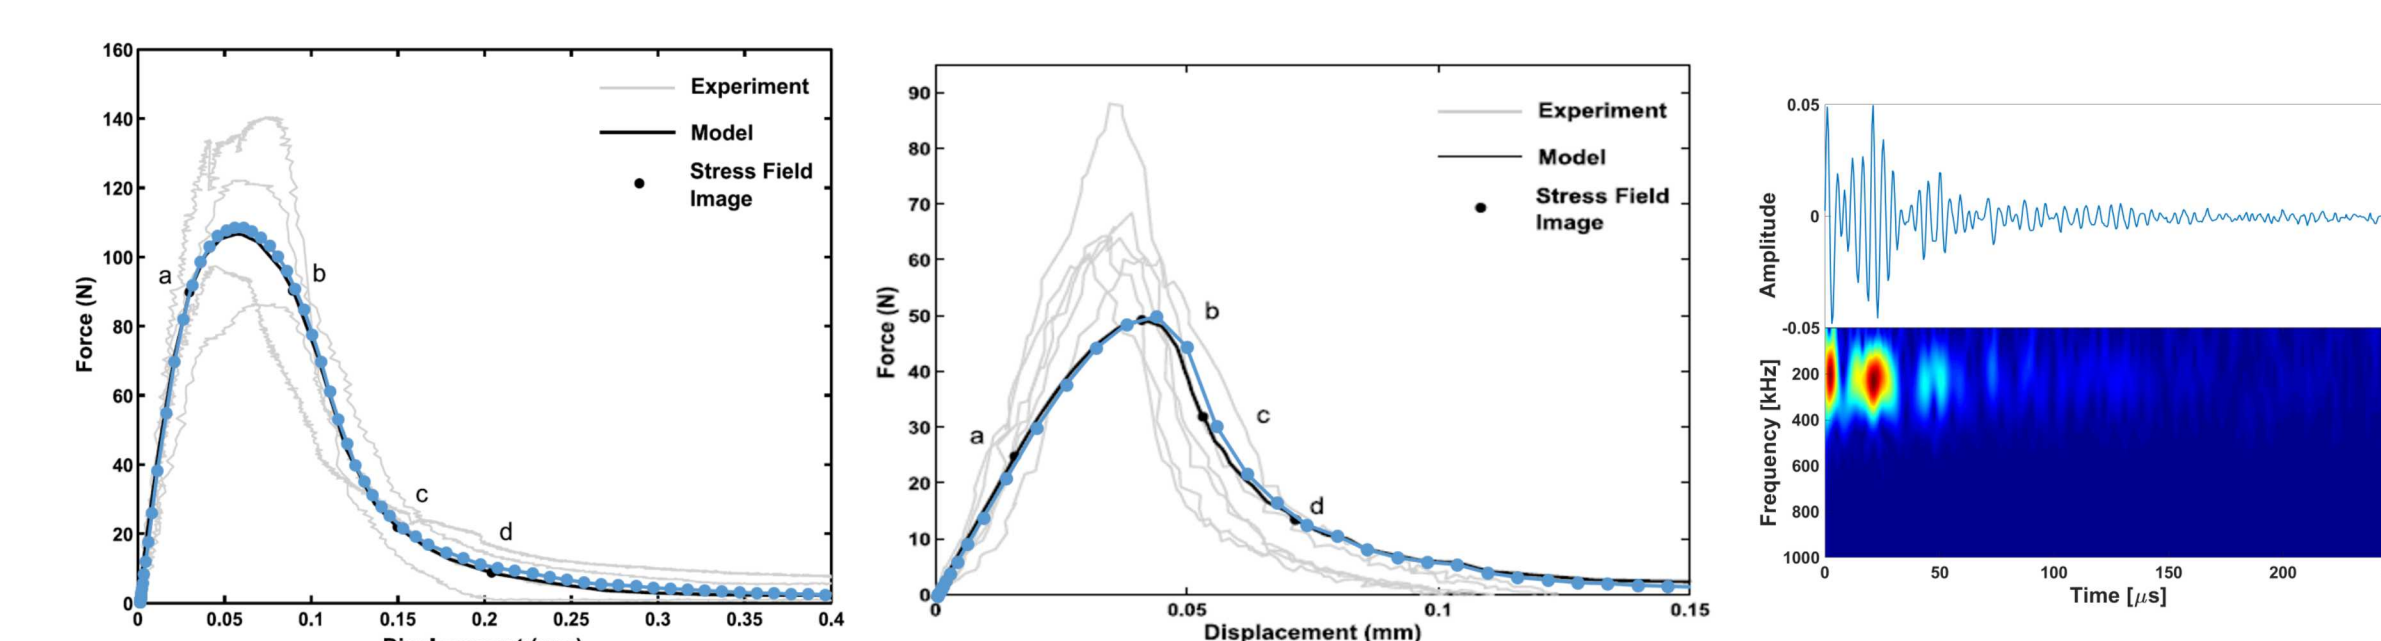 160
140
120
100
80
60
40
20
0
Force (N)
Experiment
Model
Stress Field
Image
a
b
c
d
0 0.05 0.1 0.15 0.2 0.25 0.3 0.35 0.4
90
80
70
60
50
40
30
20
10
0
Force (N)
Experiment
Model
Stress Field
Image
a
b
c
d
0 0.05 0.1 0.15
Displacement (mm)
0.05
0
-0.05
Amplitude
200
400
600
800
1000
Frequency [kHz]
0 50 100 150 200
Time [μs]